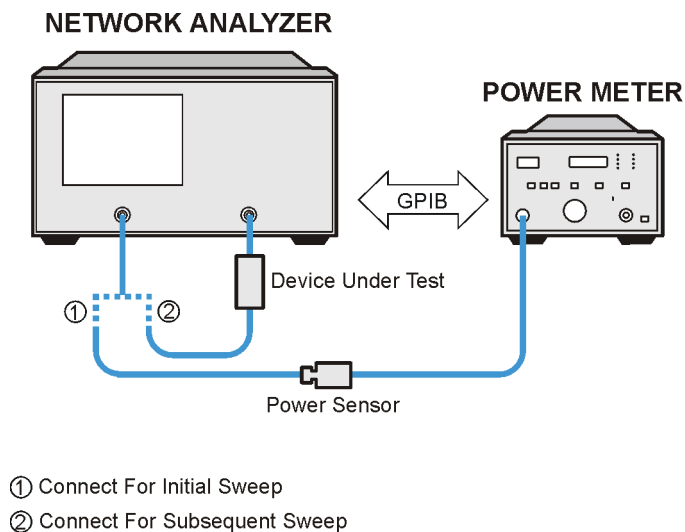 NETWORK ANALYZER
POWER METER
GPIB
Device Under Test
① ②
Power Sensor
① Connect For Initial Sweep
② Connect For Subsequent Sweep